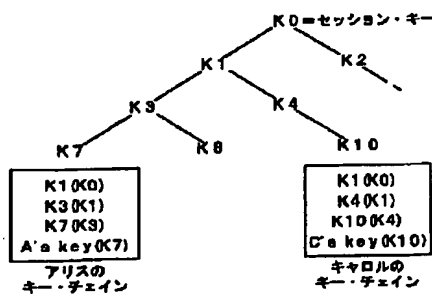 K0=セッション・キー
K1
K2
K3
K4
K7
K8
K10
K1(K0)
K3(K1)
K7(K3)
A's key(K7)
アリスの
キー・チェイン
K1(K0)
K4(K1)
K10(K4)
C's key(K10)
キャロルの
キー・チェイン